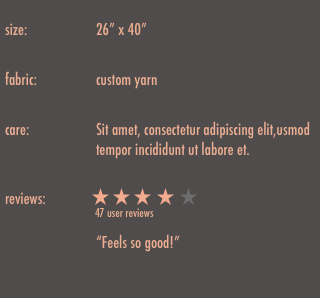 size: 26” x 40”
fabric: custom yarn
care: Sit amet, consectetur adipiscing elit,usmod
tempor incididunt ut labore et.
reviews:
47 user reviews
“Feels so good!”